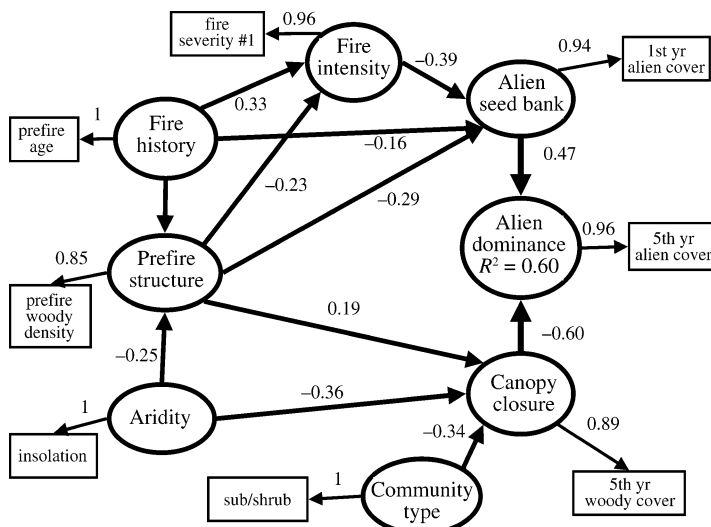 0.96
fire
severity #1
Fire
intensity
−0.39
0.94
1st yr
alien cover
Alien
seed bank
1
prefire
age
Fire
history
0.33
−0.16
0.47
−0.23
−0.29
0.85
Prefire
structure
prefire
woody
density
Alien
dominance
R² = 0.60
0.96
5th yr
alien cover
0.19
−0.60
−0.25
Aridity
−0.36
Canopy
closure
1
insolation
−0.34
0.89
1
sub/shrub
Community
type
5th yr
woody cover